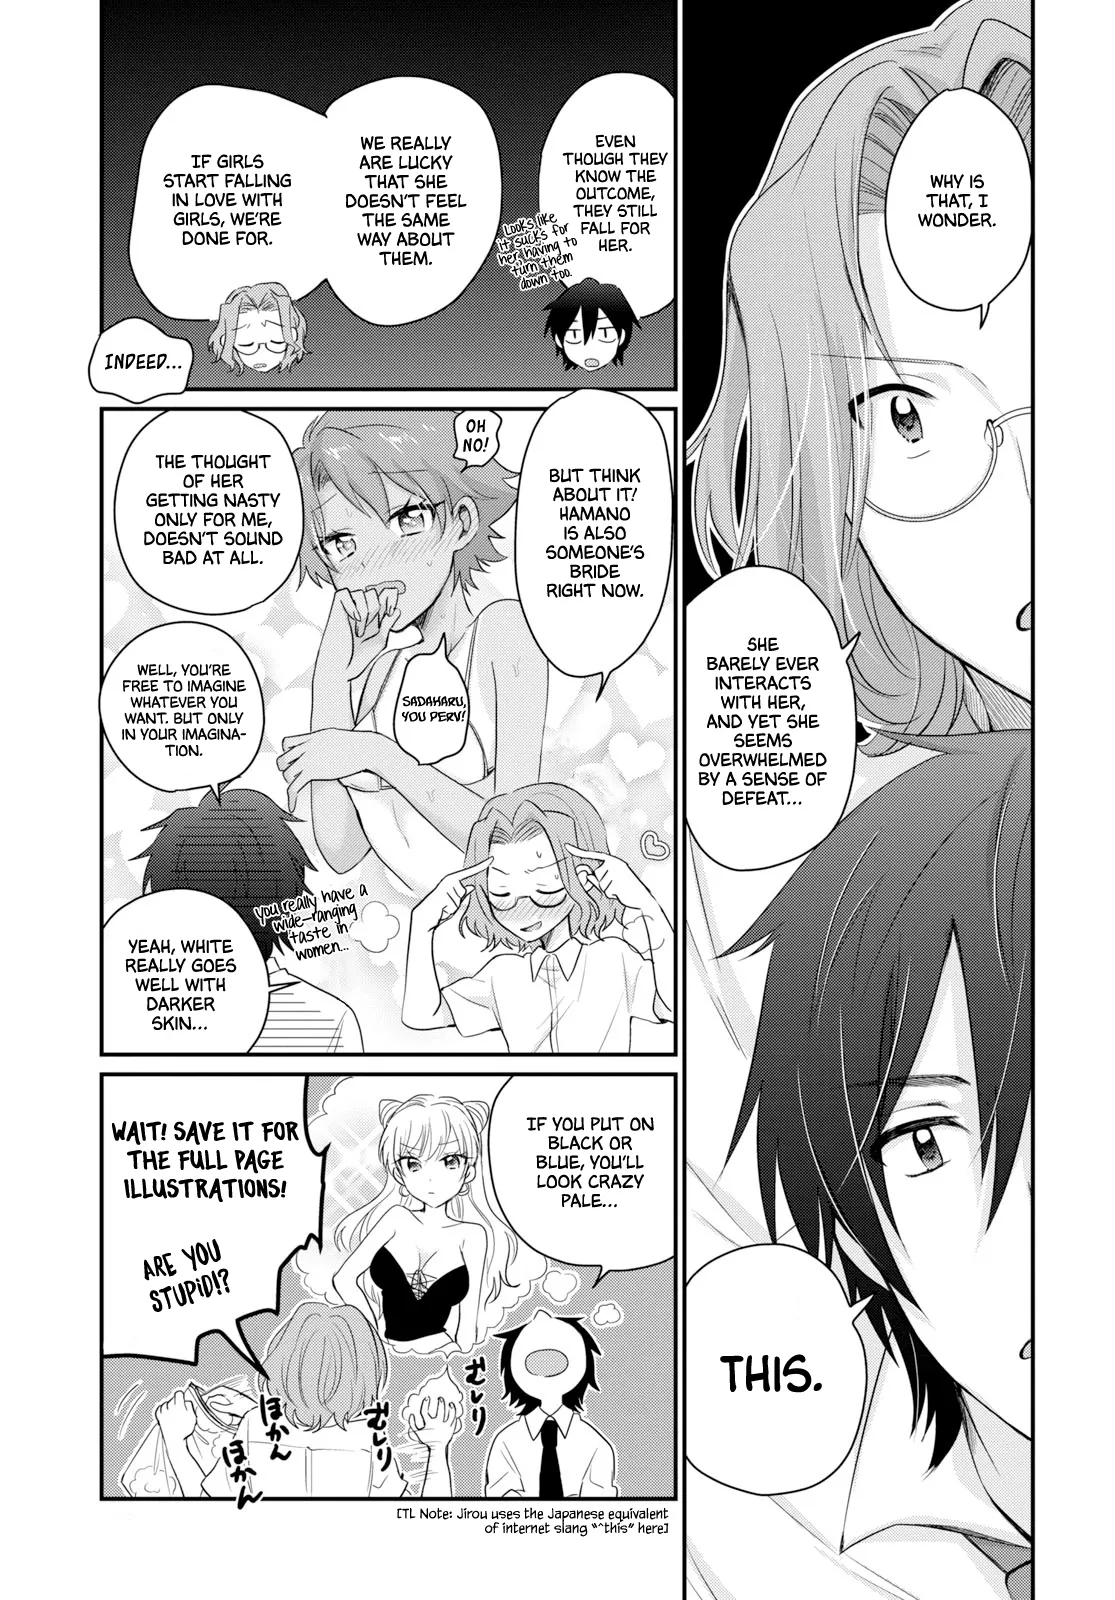 WHY IS
THAT, I
WONDER.
SHE
BARELY EVER
INTERACTS
WITH HER,
AND YET SHE
SEEMS
OVERWHELMED
BY A SENSE OF
DEFEAT...
THIS.
EVEN
THOUGH THEY
KNOW THE
OUTCOME,
THEY STILL
FALL FOR
HER.
Looks like
it sucks for
her having to
turn them
down too.
WE REALLY
ARE LUCKY
THAT SHE
DOESN'T FEEL
THE SAME
WAY ABOUT
THEM.
IF GIRLS
START FALLING
IN LOVE WITH
GIRLS, WE'RE
DONE FOR.
INDEED...
BUT THINK
ABOUT IT!
HAMANO
IS ALSO
SOMEONE'S
BRIDE
RIGHT NOW.
OH
NO!
THE THOUGHT
OF HER
GETTING NASTY
ONLY FOR ME,
DOESN'T SOUND
BAD AT ALL.
SADAHARU,
YOU PERV!
WELL, YOU'RE
FREE TO IMAGINE
WHATEVER YOU
WANT. BUT ONLY
IN YOUR IMAGINA-
TION.
You really have a
wide-ranging
taste in
women...
YEAH, WHITE
REALLY GOES
WELL WITH
DARKER
SKIN...
IF YOU PUT ON
BLACK OR
BLUE, YOU'LL
LOOK CRAZY
PALE...
WAIT! SAVE IT FOR
THE FULL PAGE
ILLUSTRATIONS!
ARE YOU
STUPID!?
むしり
むしり
ほかん
ほかん
[TL Note: Jirou uses the Japanese equivalent
of internet slang "^this" here]